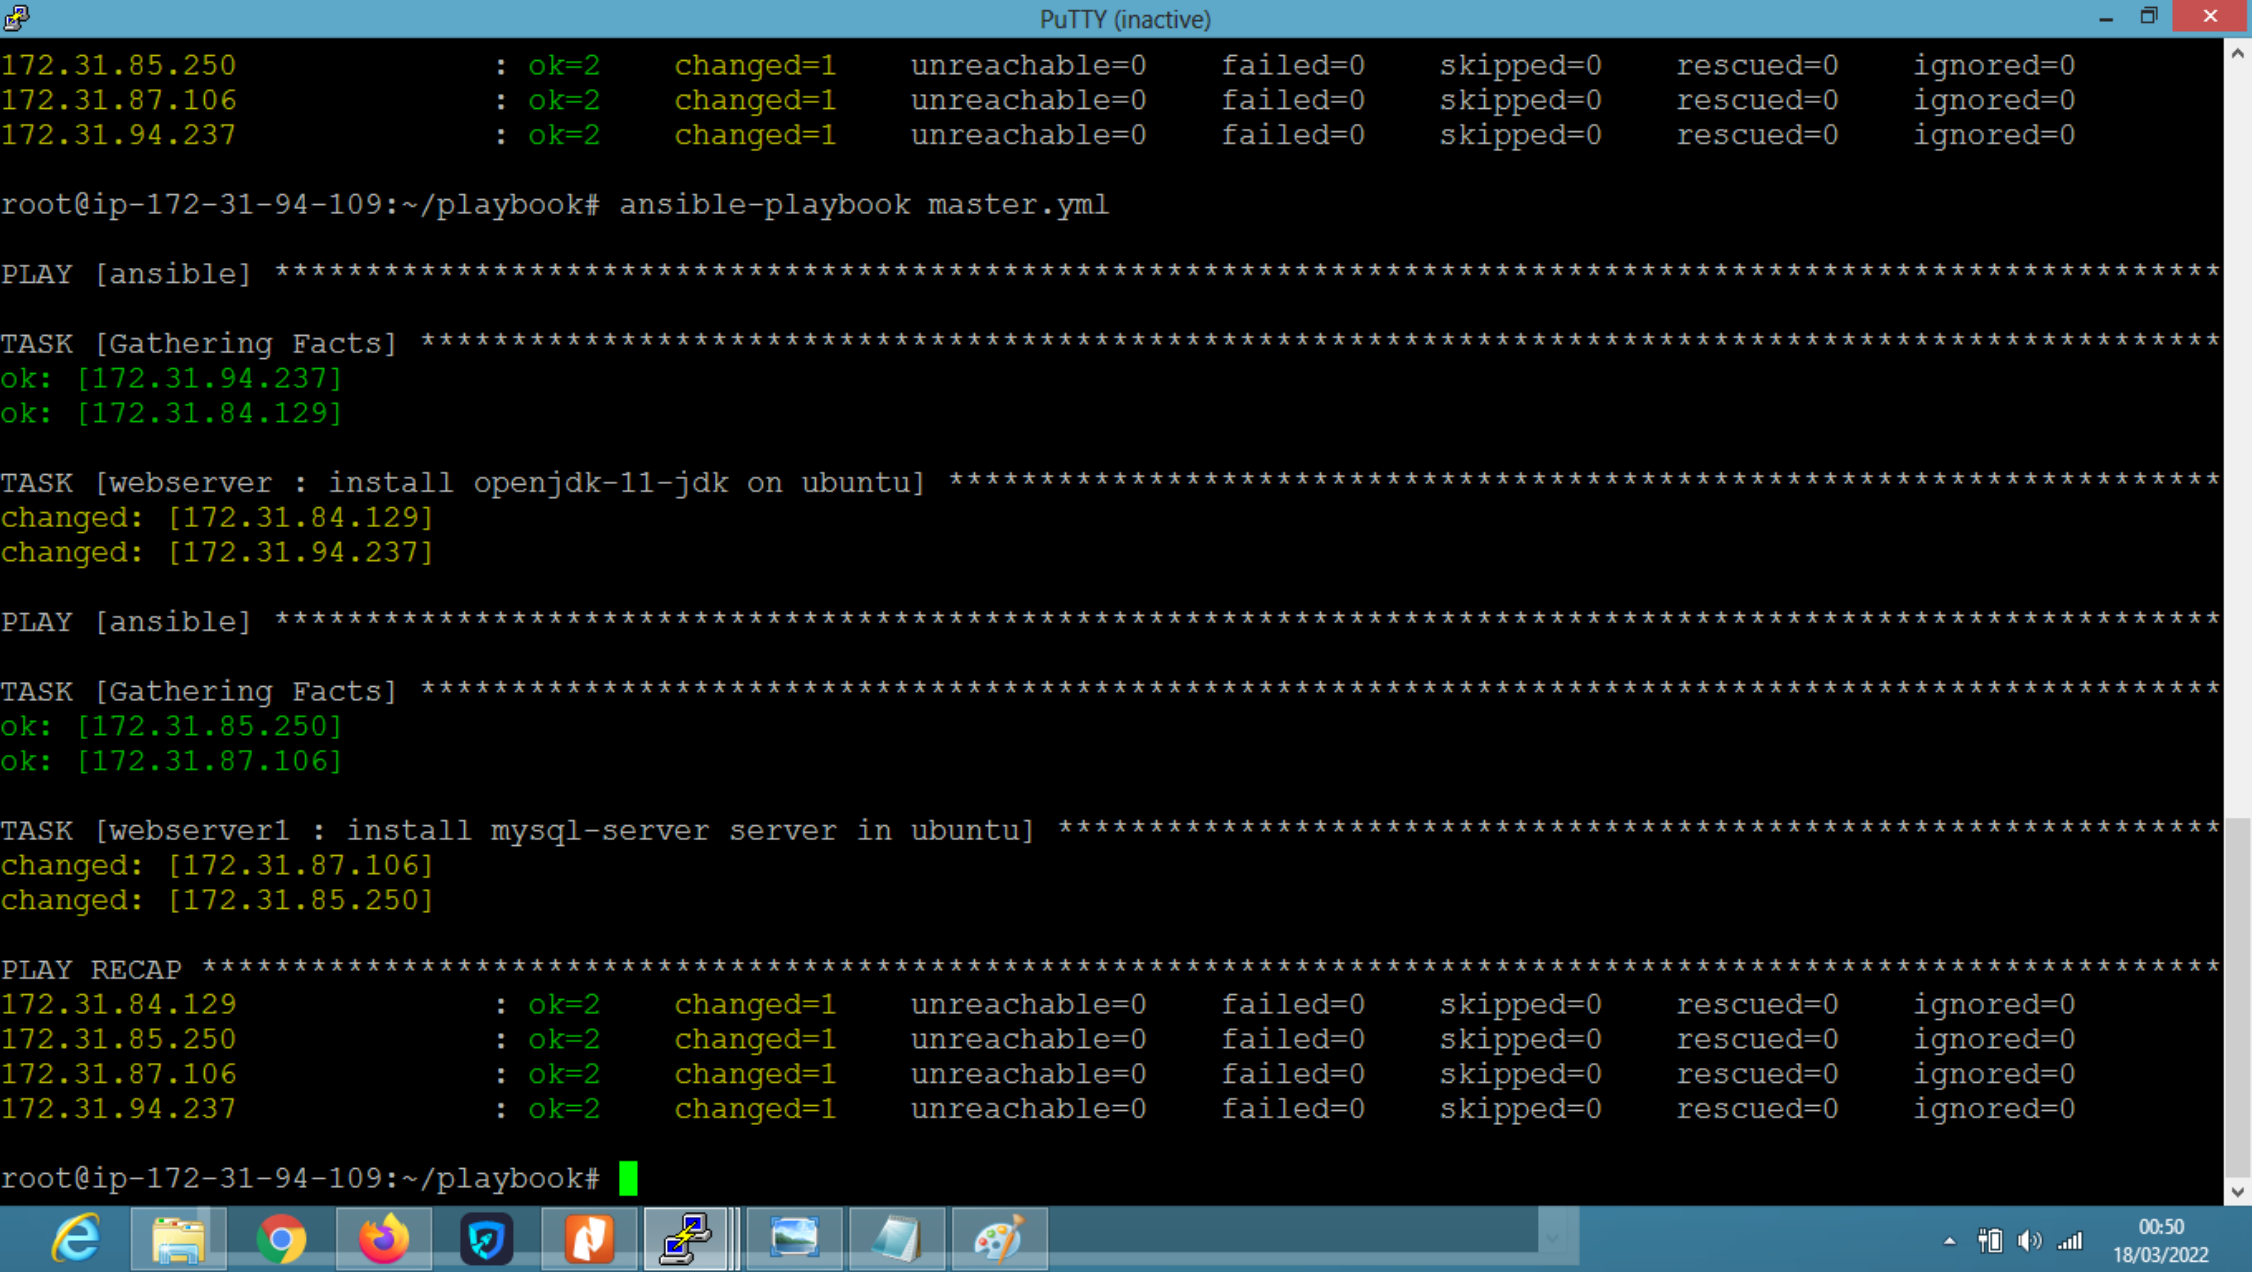 PuTTY (inactive)
172.31.85.250 : ok=2 changed=1 unreachable=0 failed=0 skipped=0 rescued=0 ignored=0
172.31.87.106 : ok=2 changed=1 unreachable=0 failed=0 skipped=0 rescued=0 ignored=0
172.31.94.237 : ok=2 changed=1 unreachable=0 failed=0 skipped=0 rescued=0 ignored=0
root@ip-172-31-94-109:~/playbook# ansible-playbook master.yml
PLAY [ansible] ***********************************************************************************************************
TASK [Gathering Facts] ***************************************************************************************************
ok: [172.31.94.237]
ok: [172.31.84.129]
TASK [webserver : install openjdk-11-jdk on ubuntu] **********************************************************************
changed: [172.31.84.129]
changed: [172.31.94.237]
PLAY [ansible] ***********************************************************************************************************
TASK [Gathering Facts] ***************************************************************************************************
ok: [172.31.85.250]
ok: [172.31.87.106]
TASK [webserver1 : install mysql-server server in ubuntu] ****************************************************************
changed: [172.31.87.106]
changed: [172.31.85.250]
PLAY RECAP ***************************************************************************************************************
172.31.84.129 : ok=2 changed=1 unreachable=0 failed=0 skipped=0 rescued=0 ignored=0
172.31.85.250 : ok=2 changed=1 unreachable=0 failed=0 skipped=0 rescued=0 ignored=0
172.31.87.106 : ok=2 changed=1 unreachable=0 failed=0 skipped=0 rescued=0 ignored=0
172.31.94.237 : ok=2 changed=1 unreachable=0 failed=0 skipped=0 rescued=0 ignored=0
root@ip-172-31-94-109:~/playbook#
00:50
18/03/2022